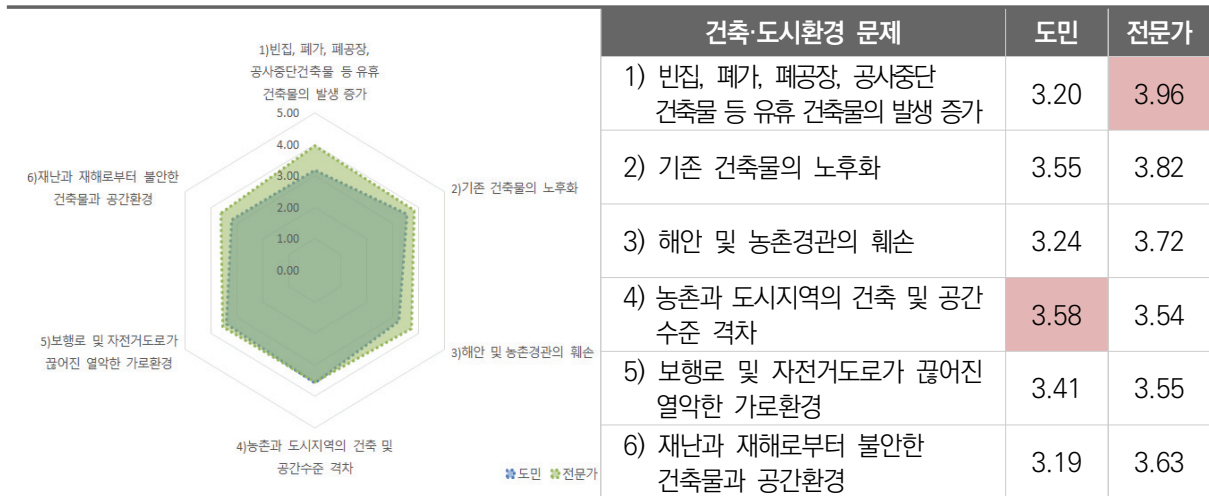 1)빈집, 폐가, 폐공장,
공사중단건축물 등 유휴
건축물의 발생 증가
5.00
4.00
3.00
2.00
1.00
0.00
2)기존 건축물의 노후화
3)해안 및 농촌경관의 훼손
4)농촌과 도시지역의 건축 및
공간수준 격차
5)보행로 및 자전거도로가
끊어진 열악한 가로환경
6)재난과 재해로부터 불안한
건축물과 공간환경
도민 전문가
건축·도시환경 문제 도민 전문가
1) 빈집, 폐가, 폐공장, 공사중단
건축물 등 유휴 건축물의 발생 증가 3.20 3.96
2) 기존 건축물의 노후화 3.55 3.82
3) 해안 및 농촌경관의 훼손 3.24 3.72
4) 농촌과 도시지역의 건축 및 공간
수준 격차 3.58 3.54
5) 보행로 및 자전거도로가 끊어진
열악한 가로환경 3.41 3.55
6) 재난과 재해로부터 불안한
건축물과 공간환경 3.19 3.63